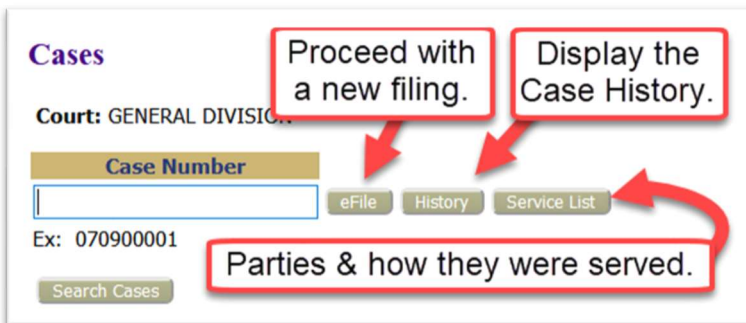 Cases
Proceed with
a new filing.
Display the
Case History.
Court: GENERAL DIVISION
Case Number
eFile
History
Service List
Ex: 070900001
Parties & how they were served.
Search Cases